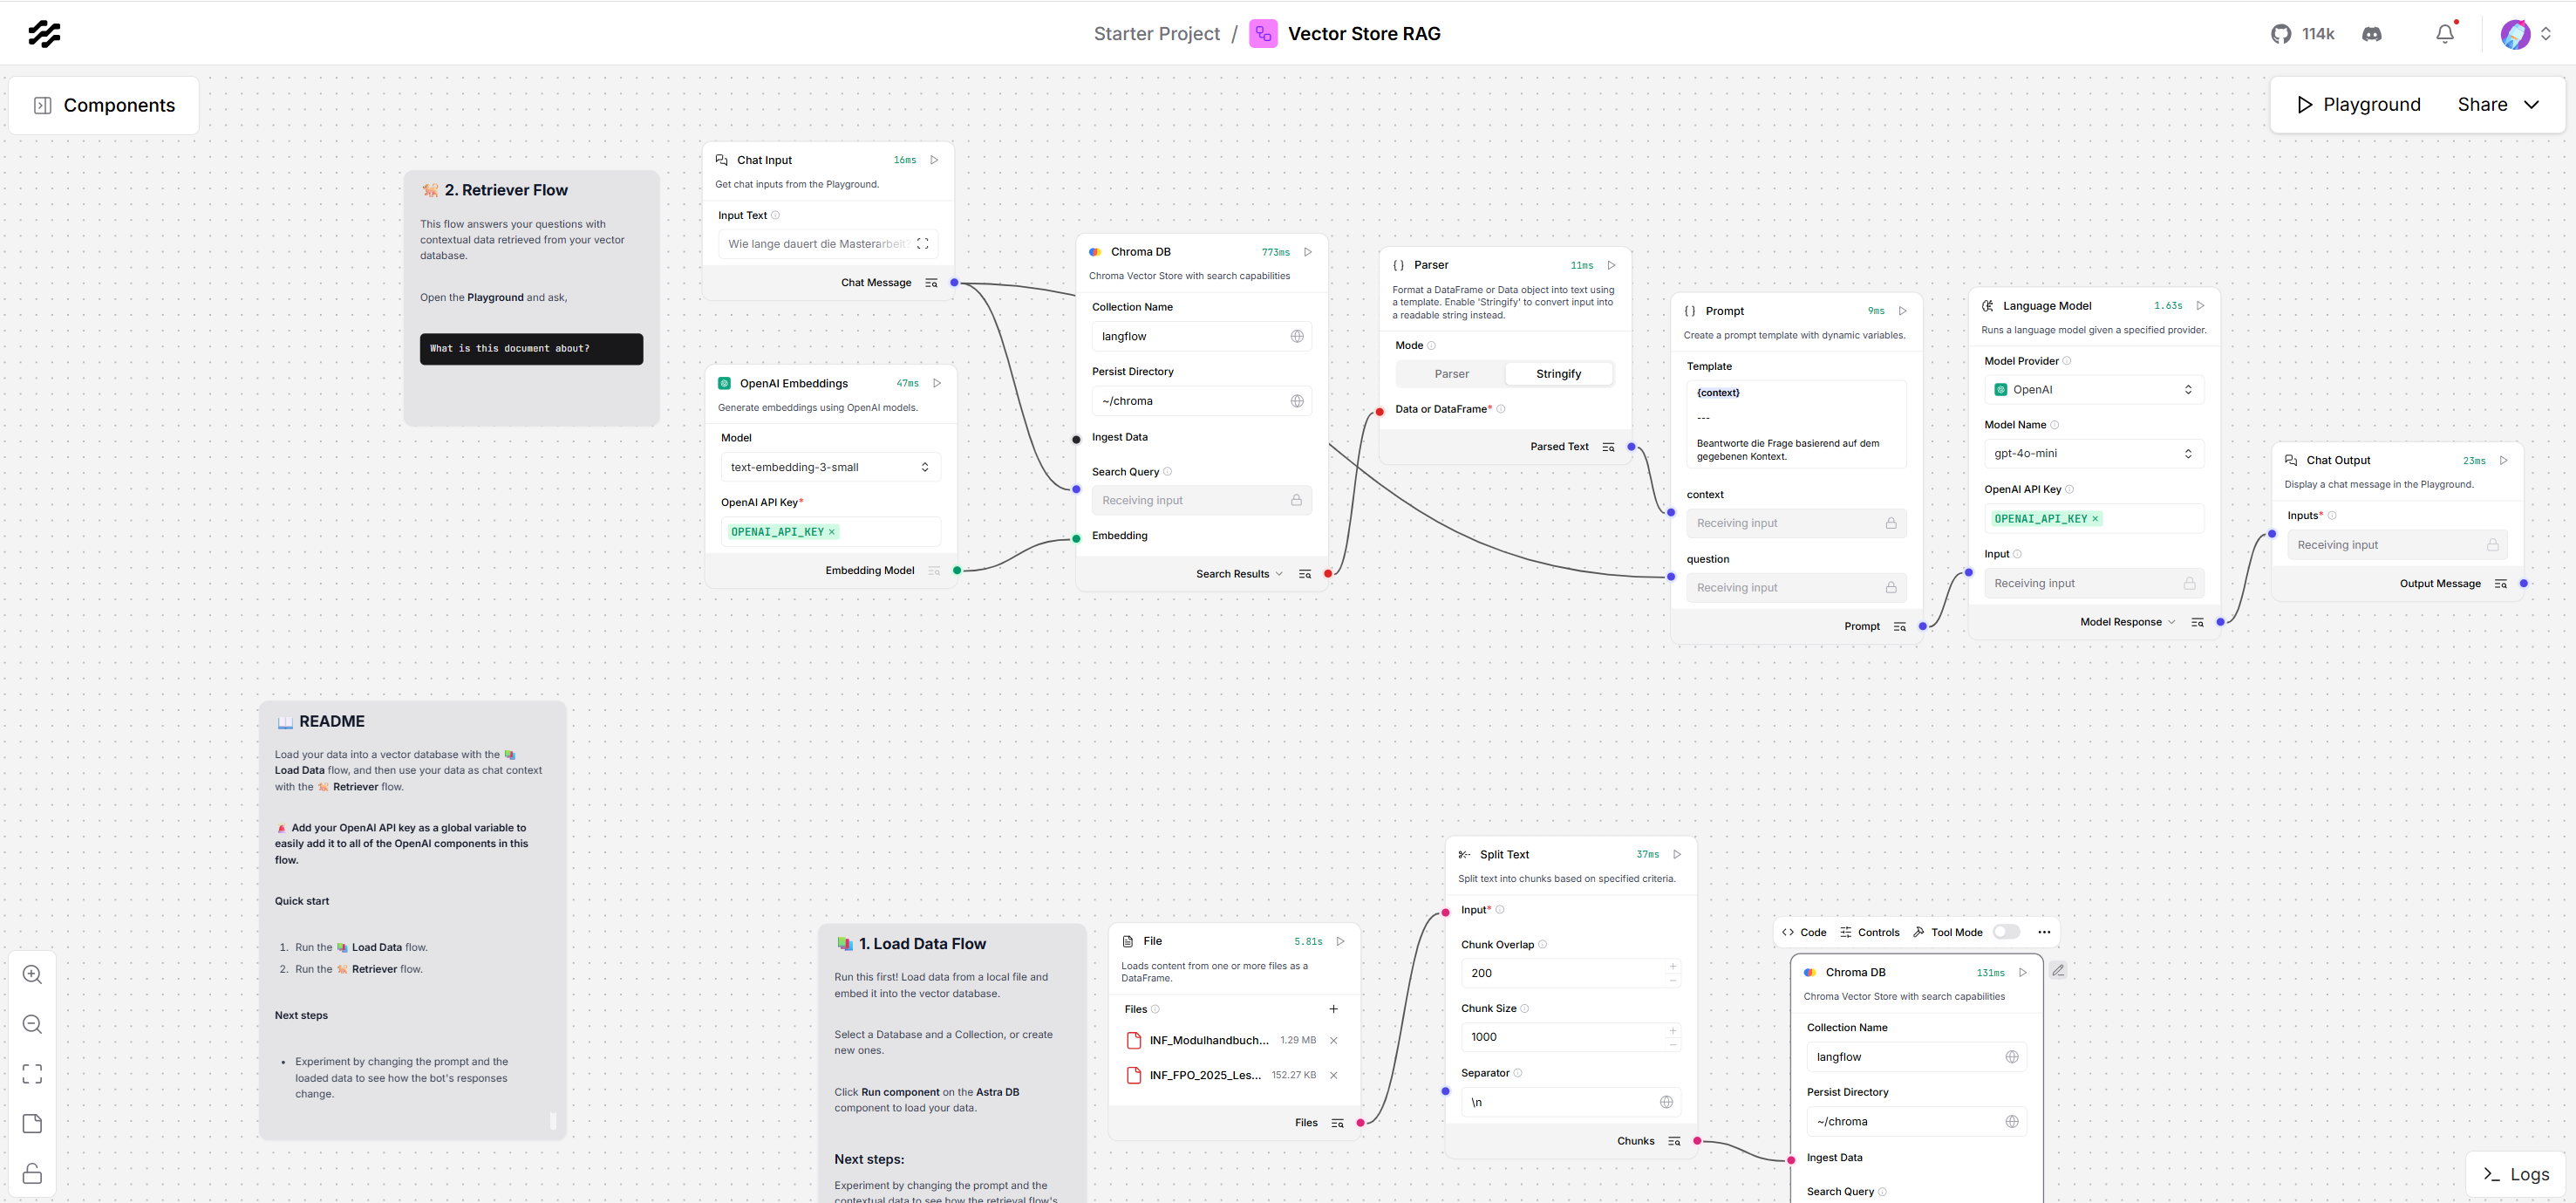 Starter Project / Vector Store RAG
114k
Components
Playground
Share
2. Retriever Flow
This flow answers your questions with
contextual data retrieved from your vector
database.
Open the Playground and ask,
What is this document about?
Chat Input
16ms
Get chat inputs from the Playground.
Input Text
Wie lange dauert die Masterarbeit?
Chat Message
OpenAI Embeddings
47ms
Generate embeddings using OpenAI models.
Model
text-embedding-3-small
OpenAI API Key*
OPENAI_API_KEY ×
Embedding Model
Chroma DB
773ms
Chroma Vector Store with search capabilities
Collection Name
langflow
Persist Directory
~/chroma
Ingest Data
Search Query
Receiving input
Embedding
Search Results
Parser
11ms
Format a DataFrame or Data object into text using
a template. Enable 'Stringify' to convert input into
a readable string instead.
Mode
Parser
Stringify
Data or DataFrame*
Parsed Text
Prompt
9ms
Create a prompt template with dynamic variables.
Template
{context}
---
Beantworte die Frage basierend auf dem
gegebenen Kontext.
context
Receiving input
question
Receiving input
Prompt
Language Model
1.63s
Runs a language model given a specified provider.
Model Provider
OpenAI
Model Name
gpt-4o-mini
OpenAI API Key
OPENAI_API_KEY ×
Input
Receiving input
Model Response
Chat Output
23ms
Display a chat message in the Playground.
Inputs*
Receiving input
Output Message
README
Load your data into a vector database with the
Load Data flow, and then use your data as chat context
with the Retriever flow.
Add your OpenAI API key as a global variable to
easily add it to all of the OpenAI components in this
flow.
Quick start
1. Run the Load Data flow.
2. Run the Retriever flow.
Next steps
• Experiment by changing the prompt and the
loaded data to see how the bot's responses
change.
1. Load Data Flow
Run this first! Load data from a local file and
embed it into the vector database.
Select a Database and a Collection, or create
new ones.
Click Run component on the Astra DB
component to load your data.
Next steps:
Experiment by changing the prompt and the
contextual data to see how the retrieval flow's
File
5.81s
Loads content from one or more files as a
DataFrame.
Files
INF_Modulhandbuch... 1.29 MB
INF_FPO_2025_Les... 152.27 KB
Files
Split Text
37ms
Split text into chunks based on specified criteria.
Input*
Chunk Overlap
200
Chunk Size
1000
Separator
\n
Chunks
Code
Controls
Tool Mode
Chroma DB
131ms
Chroma Vector Store with search capabilities
Collection Name
langflow
Persist Directory
~/chroma
Ingest Data
Search Query
Logs